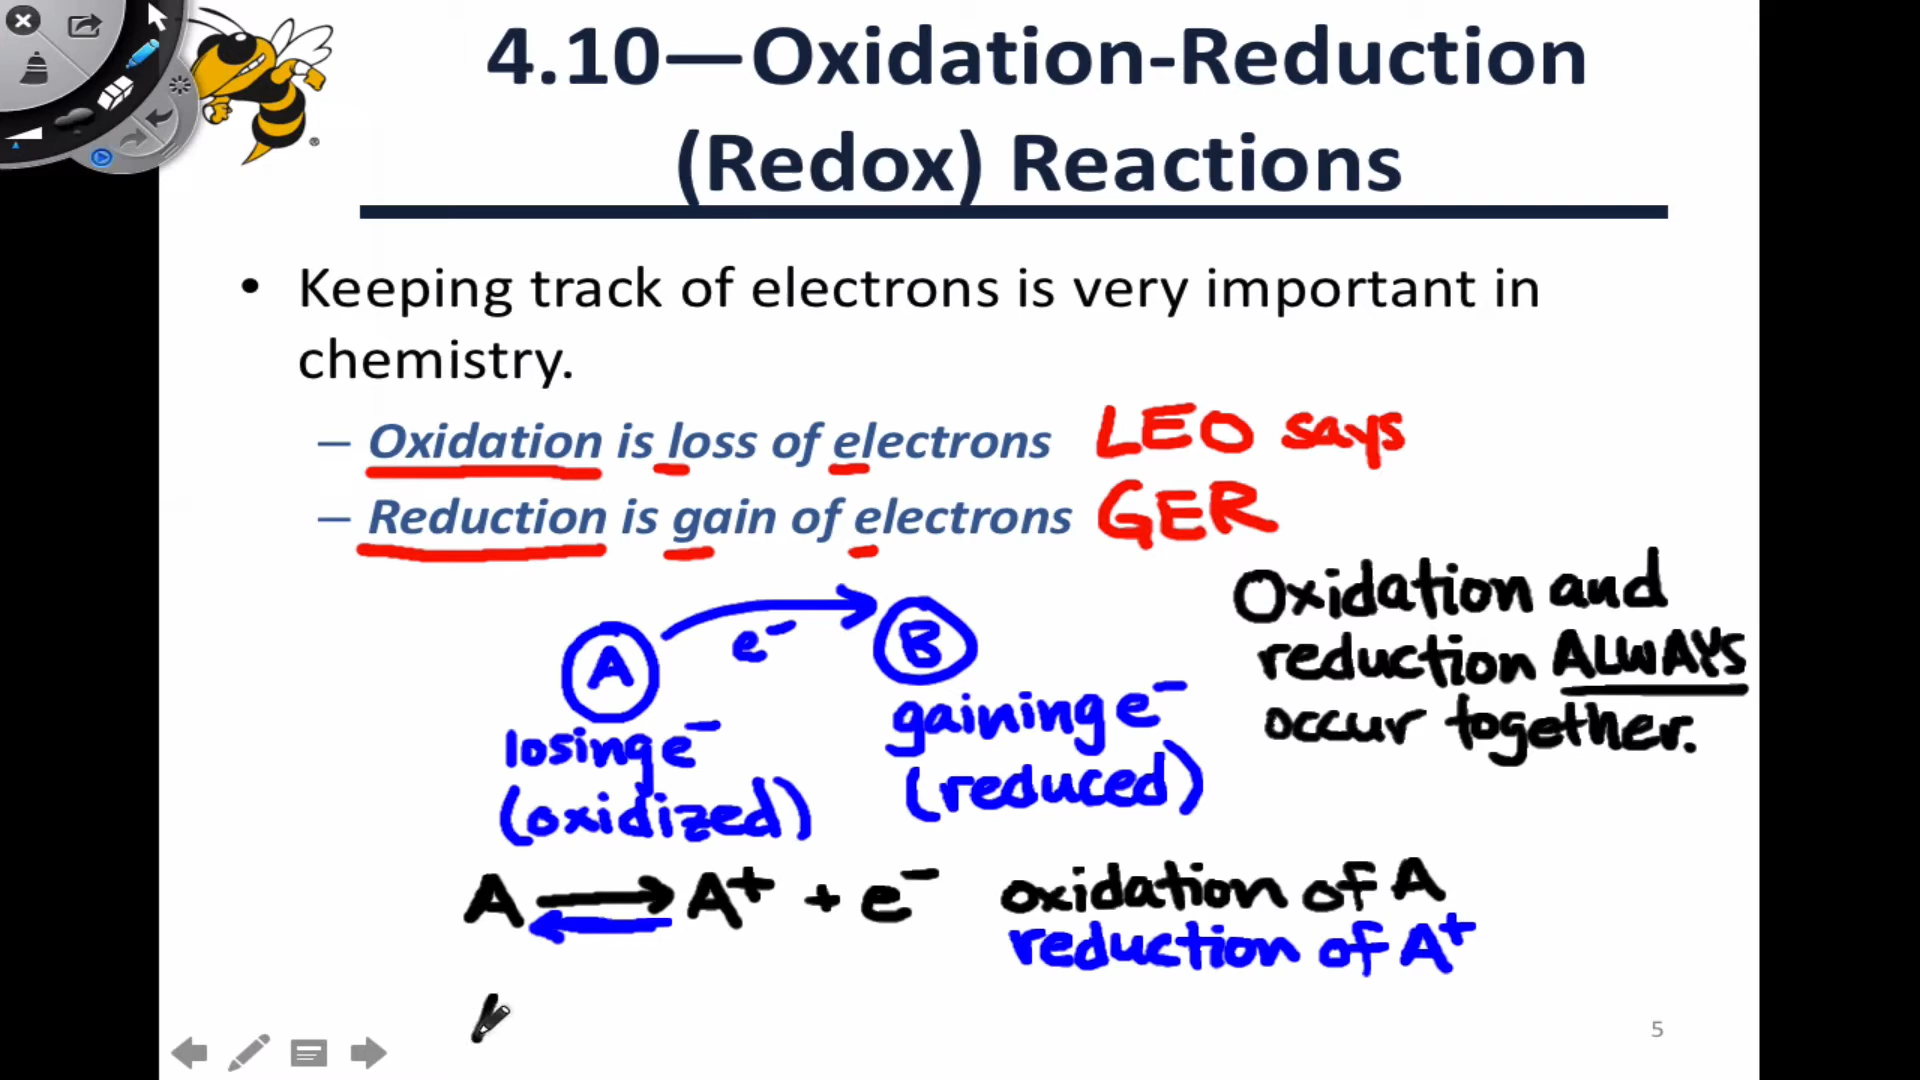 4.10—Oxidation-Reduction
(Redox) Reactions
• Keeping track of electrons is very important in
chemistry.
– Oxidation is loss of electrons LEO says
– Reduction is gain of electrons GER
Oxidation and
reduction ALWAYS
occur together.
A e⁻ B
losing e⁻ gaining e⁻
(oxidized) (reduced)
A ⇄ A⁺ + e⁻ oxidation of A
reduction of A⁺
5